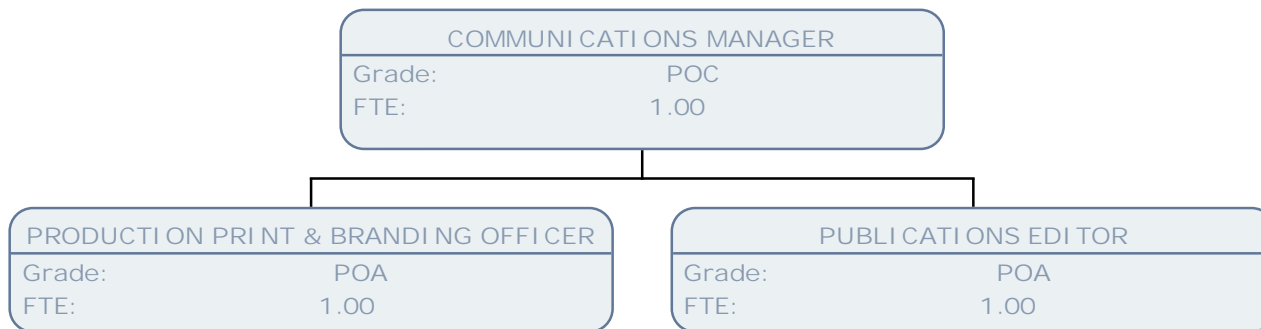 COMMUNICATIONS MANAGER
Grade: POC
FTE: 1.00
PRODUCTION PRINT & BRANDING OFFICER
Grade: POA
FTE: 1.00
PUBLICATIONS EDITOR
Grade: POA
FTE: 1.00